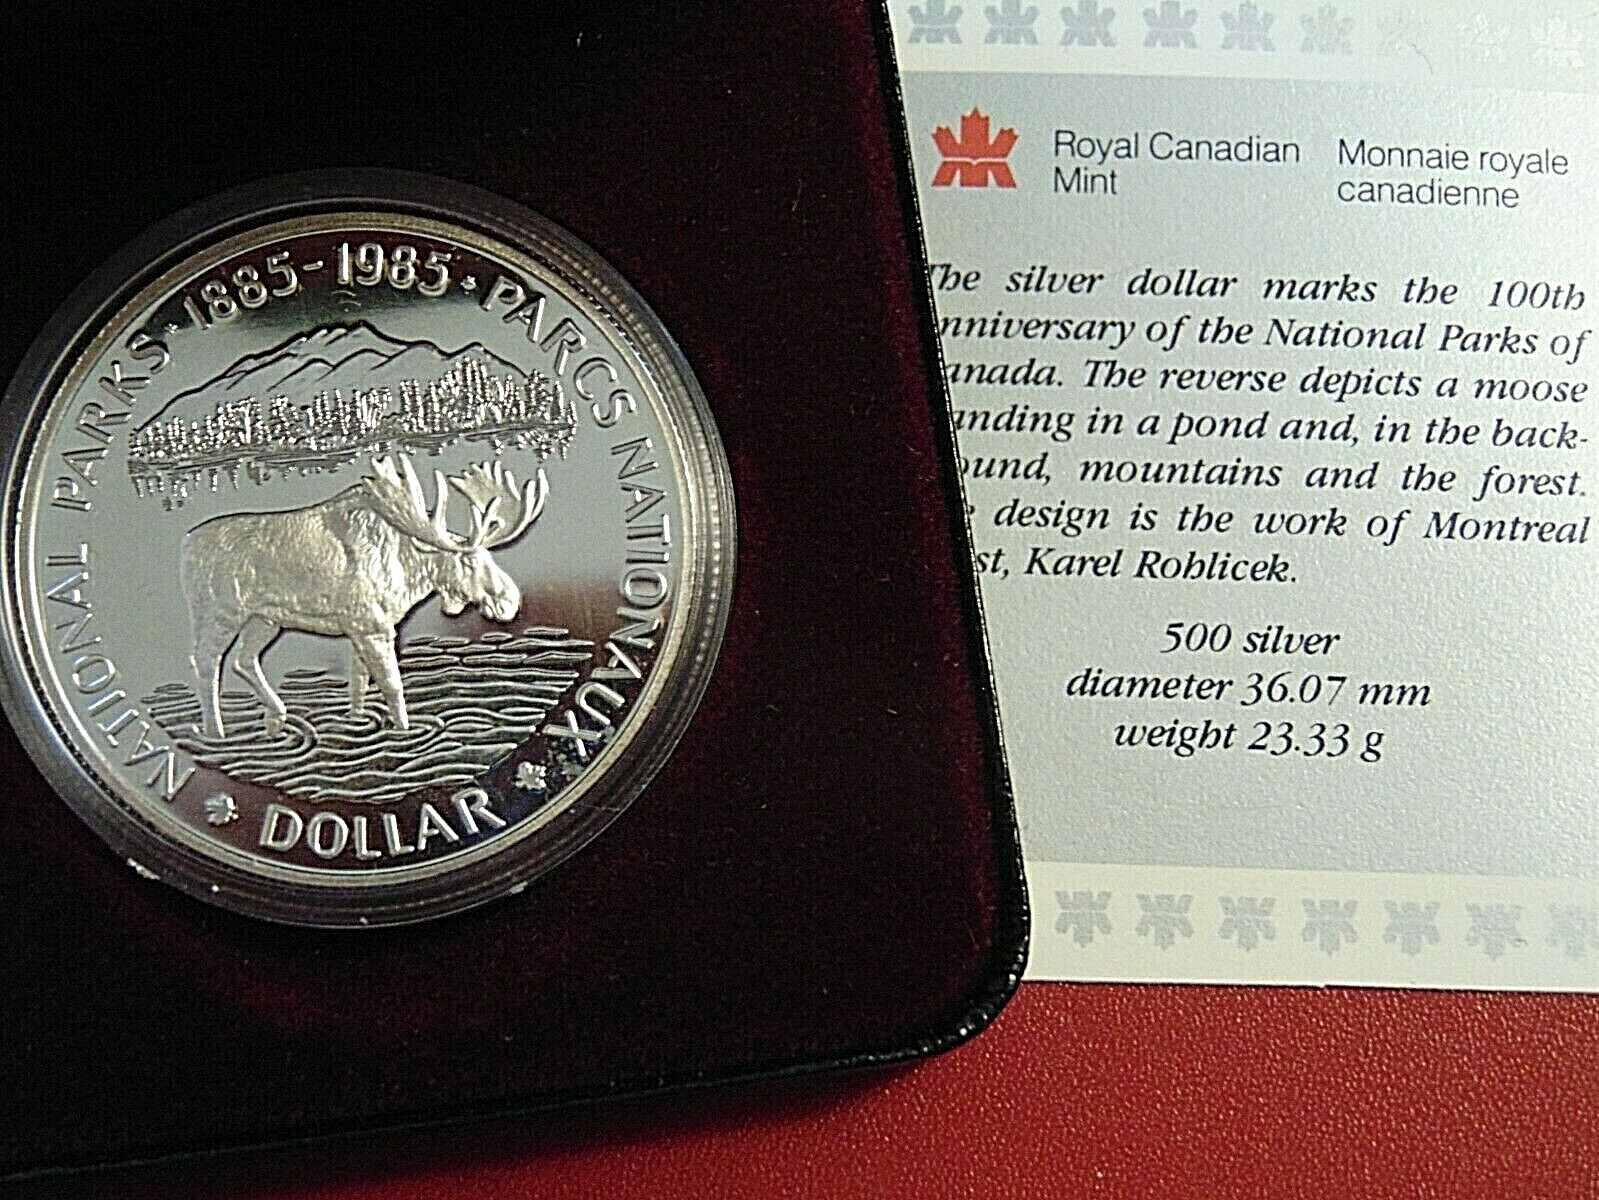 NATIONAL PARKS · 1885-1985 · PARCS NATIONAUX
DOLLAR
Royal Canadian
Mint
Monnaie royale
canadienne
The silver dollar marks the 100th
nniversary of the National Parks of
anada. The reverse depicts a moose
anding in a pond and, in the back-
ound, mountains and the forest.
design is the work of Montreal
st, Karel Rohlicek.
500 silver
diameter 36.07 mm
weight 23.33 g